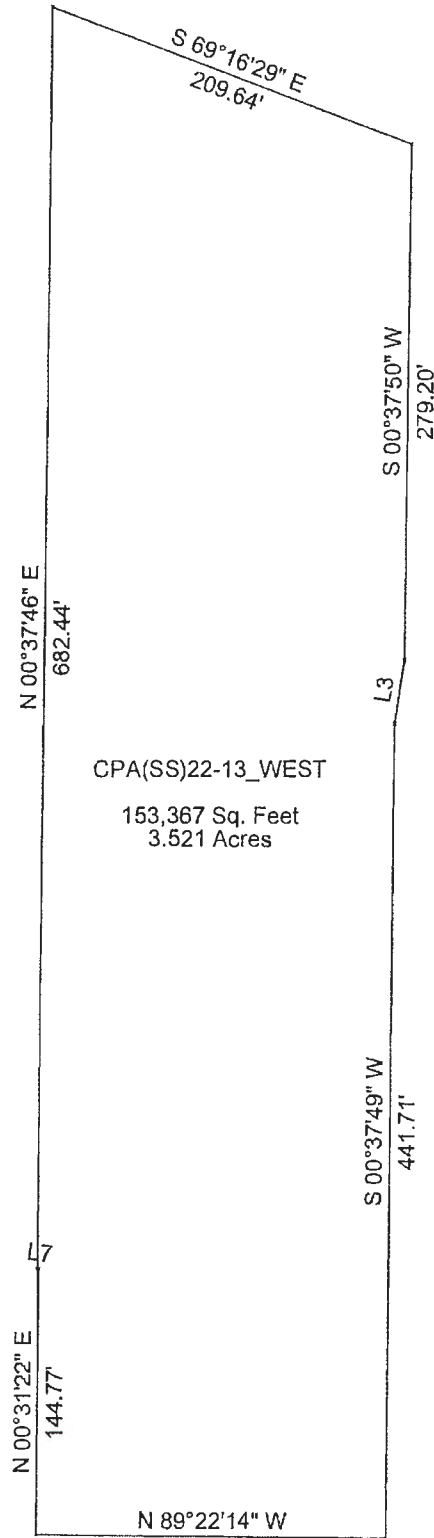 S 69°16'29" E
209.64'
S 00°37'50" W
279.20'
N 00°37'46" E
682.44'
L3
CPA(SS)22-13_WEST
153,367 Sq. Feet
3.521 Acres
S 00°37'49" W
441.71'
L7
N 00°31'22" E
144.77'
N 89°22'14" W